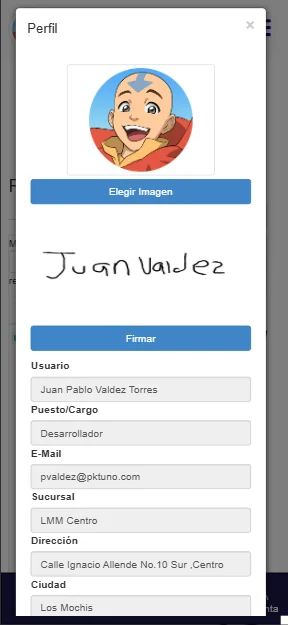 Perfil
×
Elegir Imagen
Juan Valdez
Firmar
Usuario
Juan Pablo Valdez Torres
Puesto/Cargo
Desarrollador
E-Mail
pvaldez@pktuno.com
Sucursal
LMM Centro
Dirección
Calle Ignacio Allende No.10 Sur ,Centro
Ciudad
Los Mochis